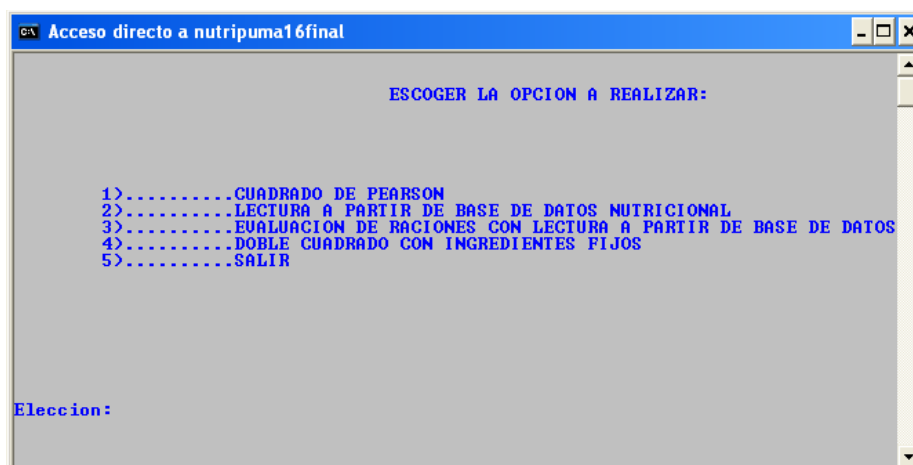 Acceso directo a nutripuma16final
ESCOGER LA OPCION A REALIZAR:
1)..........CUADRADO DE PEARSON
2)..........LECTURA A PARTIR DE BASE DE DATOS NUTRICIONAL
3)..........EVALUACION DE RACIONES CON LECTURA A PARTIR DE BASE DE DATOS
4)..........DOBLE CUADRADO CON INGREDIENTES FIJOS
5)..........SALIR
Eleccion: